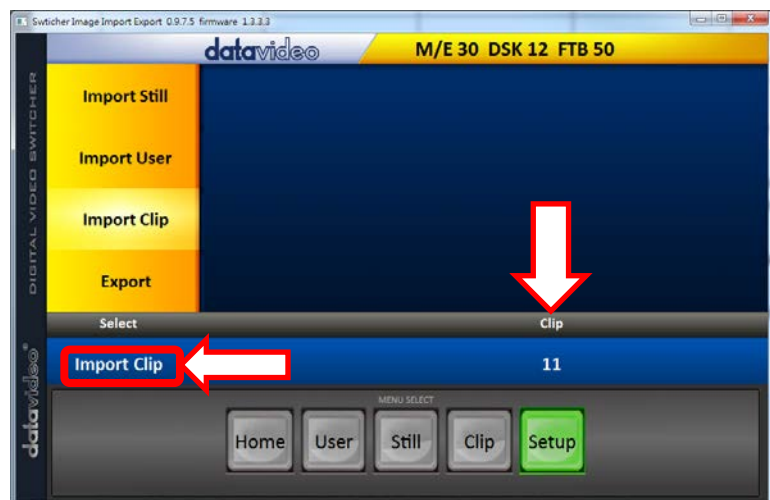 Swticher Image Import Export 0.9.7.5 firmware 1.3.3.3
datavideo M/E 30 DSK 12 FTB 50
DIGITAL VIDEO SWITCHER
Import Still
Import User
Import Clip
Export
Select Clip
Import Clip 11
datavideo
MENU SELECT
Home User Still Clip Setup